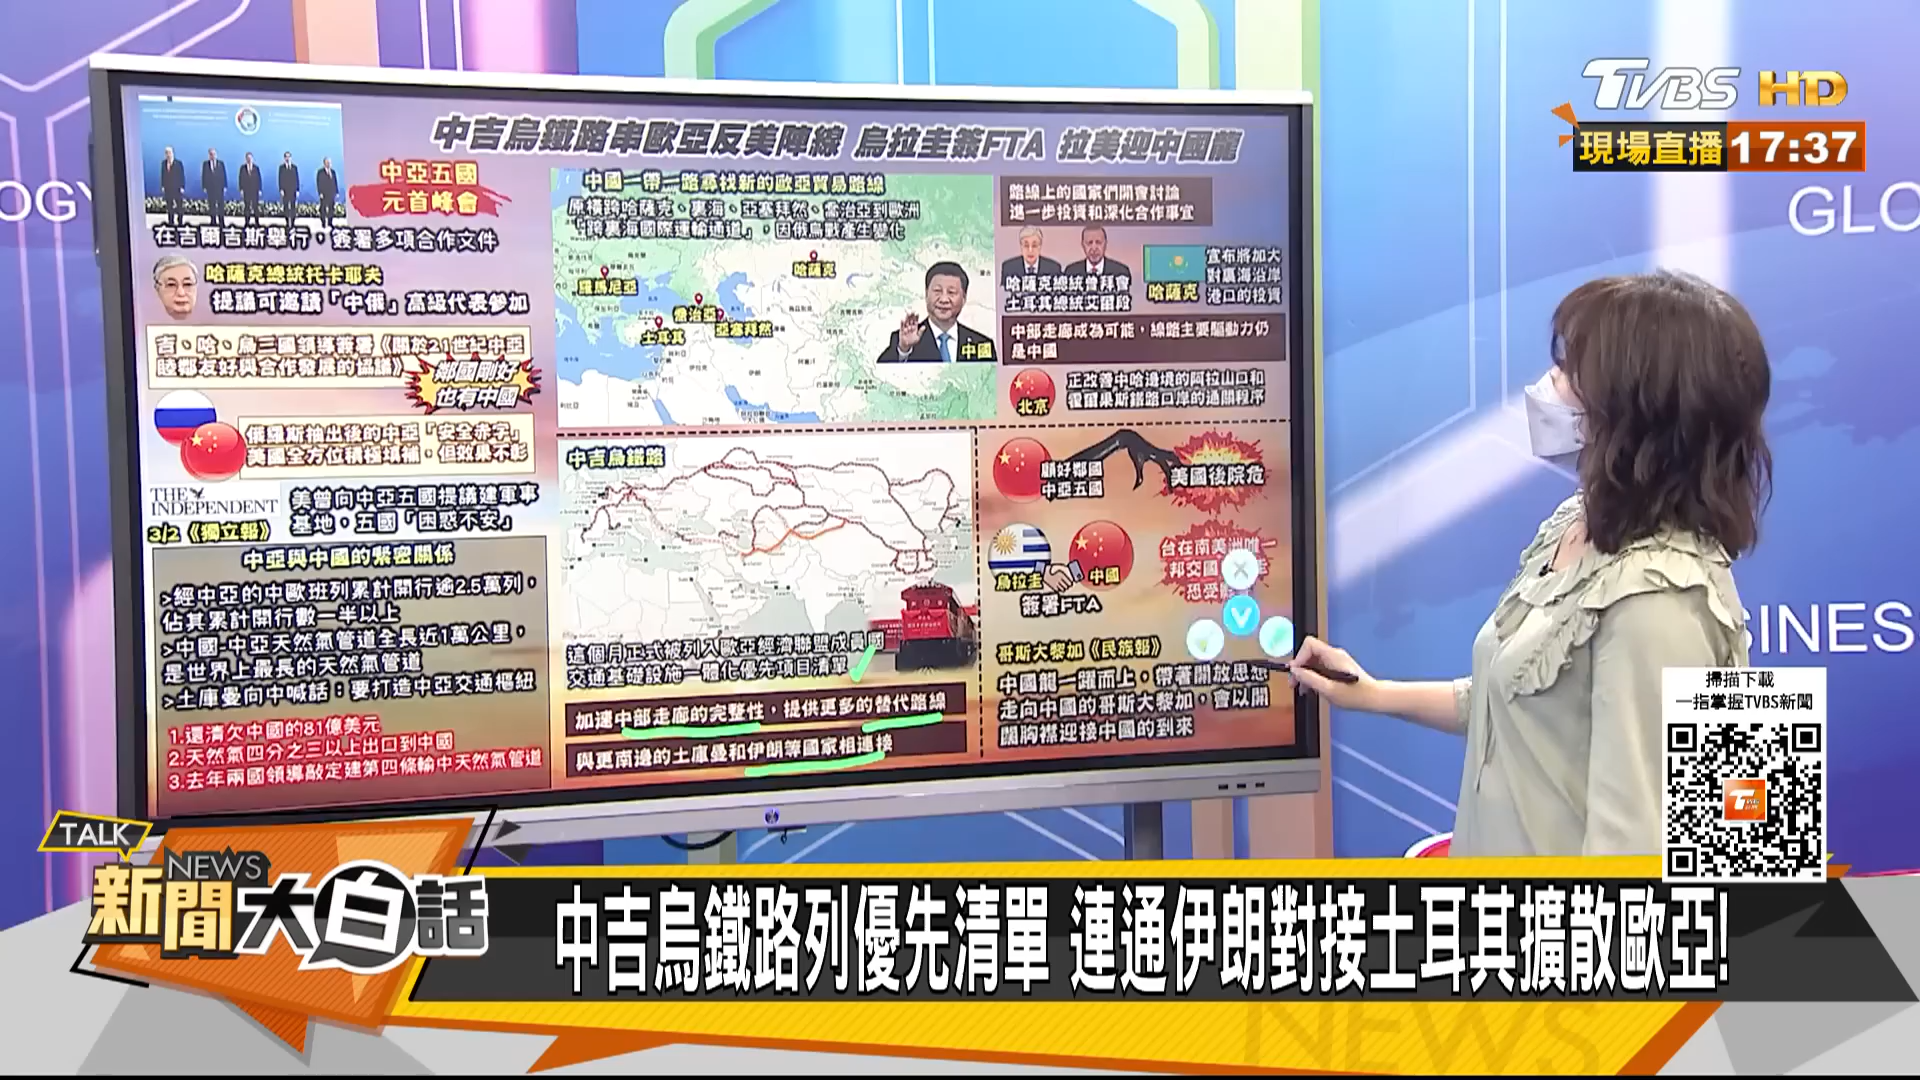 TVBS HD
現場直播 17:37
OGY
GLO
SINESS
中吉烏鐵路串歐亞反美陣線 烏拉圭簽FTA 拉美迎中國龍
中亞五國
元首峰會
在吉爾吉斯舉行，簽署多項合作文件
哈薩克總統托卡耶夫
提議可邀請「中俄」高級代表參加
吉、哈、烏三國領導簽署《關於21世紀中亞
睦鄰友好與合作發展的協議》
鄰國剛好
也有中國
俄羅斯抽出後的中亞「安全赤字」
美國全方位積極填補，但效果不彰
THE
INDEPENDENT
3/2《獨立報》
美曾向中亞五國提議建軍事
基地，五國「困惑不安」
中亞與中國的緊密關係
>經中亞的中歐班列累計開行逾2.5萬列，
佔其累計開行數一半以上
>中國-中亞天然氣管道全長近1萬公里，
是世界上最長的天然氣管道
>土庫曼向中喊話：要打造中亞交通樞紐
1.還清欠中國的81億美元
2.天然氣四分之三以上出口到中國
3.去年兩國領導敲定建第四條輸中天然氣管道
中國一帶一路尋找新的歐亞貿易路線
原橫跨哈薩克、裏海、亞塞拜然、喬治亞到歐洲
「跨裏海國際運輸通道」，因俄烏戰產生變化
哈薩克
羅馬尼亞
喬治亞
亞塞拜然
土耳其
中國
中吉烏鐵路
這個月正式被列入歐亞經濟聯盟成員國
交通基礎設施一體化優先項目清單
加速中部走廊的完整性，提供更多的替代路線
與更南邊的土庫曼和伊朗等國家相連接
路線上的國家們開會討論
進一步投資和深化合作事宜
哈薩克總統曾拜會
土耳其總統艾爾段
哈薩克
宣布將加大
對裏海沿岸
港口的投資
中部走廊成為可能，線路主要驅動力仍
是中國
北京
正改善中哈邊境的阿拉山口和
霍爾果斯鐵路口岸的通關程序
顧好鄰國
中亞五國
美國後院危
烏拉圭
中國
簽署FTA
台在南美洲唯一
邦交國
恐受
哥斯大黎加《民族報》
中國龍一躍而上，帶著開放思想
走向中國的哥斯大黎加，會以開
闊胸襟迎接中國的到來
掃描下載
一指掌握TVBS新聞
TALK
NEWS
新聞大白話
中吉烏鐵路列優先清單 連通伊朗對接土耳其擴散歐亞!
NEWS